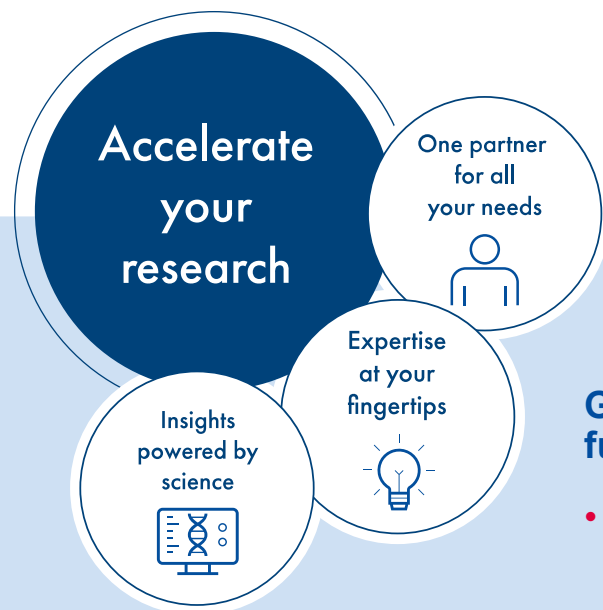 Accelerate
your
research
One partner
for all
your needs
Expertise
at your
fingertips
Insights
powered by
science